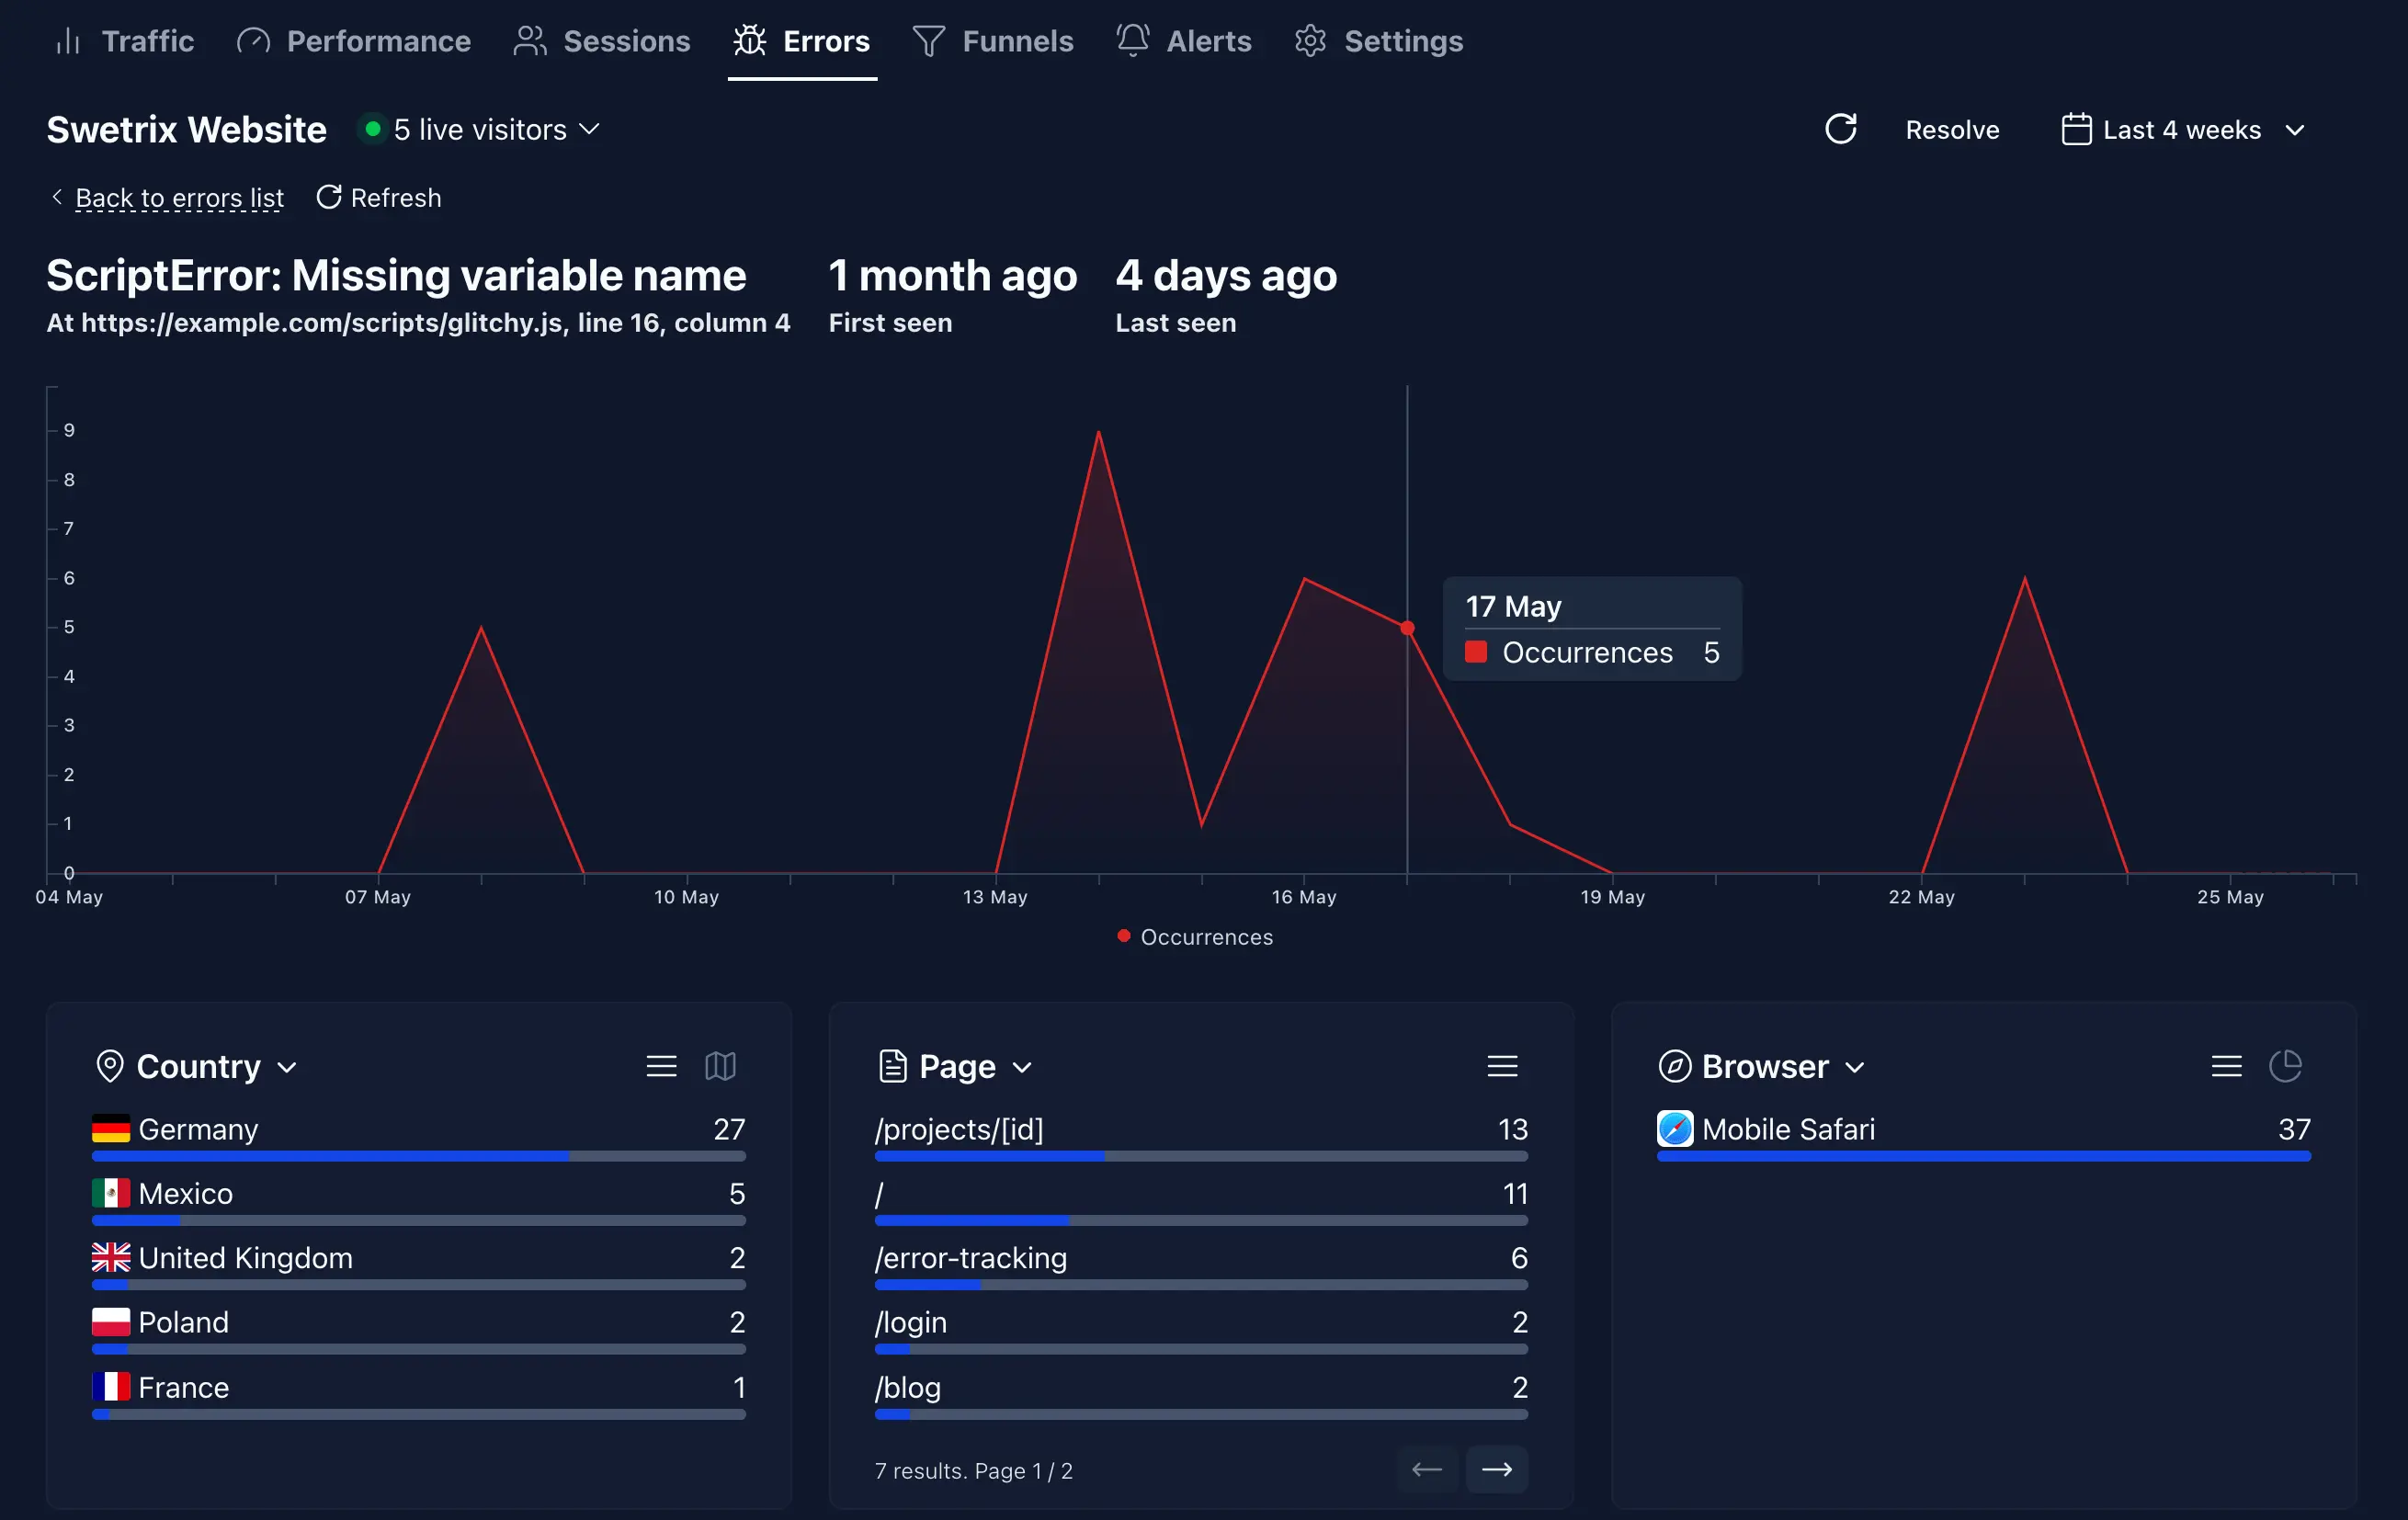 Traffic Performance Sessions Errors Funnels Alerts Settings
Swetrix Website 5 live visitors Resolve Last 4 weeks
Back to errors list Refresh
ScriptError: Missing variable name 1 month ago 4 days ago
At https://example.com/scripts/glitchy.js, line 16, column 4 First seen Last seen
9
8
7
6
5
4
3
2
1
0
17 May
Occurrences 5
04 May 07 May 10 May 13 May 16 May 19 May 22 May 25 May
Occurrences
Country
Germany 27
Mexico 5
United Kingdom 2
Poland 2
France 1
Page
/projects/[id] 13
/ 11
/error-tracking 6
/login 2
/blog 2
7 results. Page 1 / 2
Browser
Mobile Safari 37